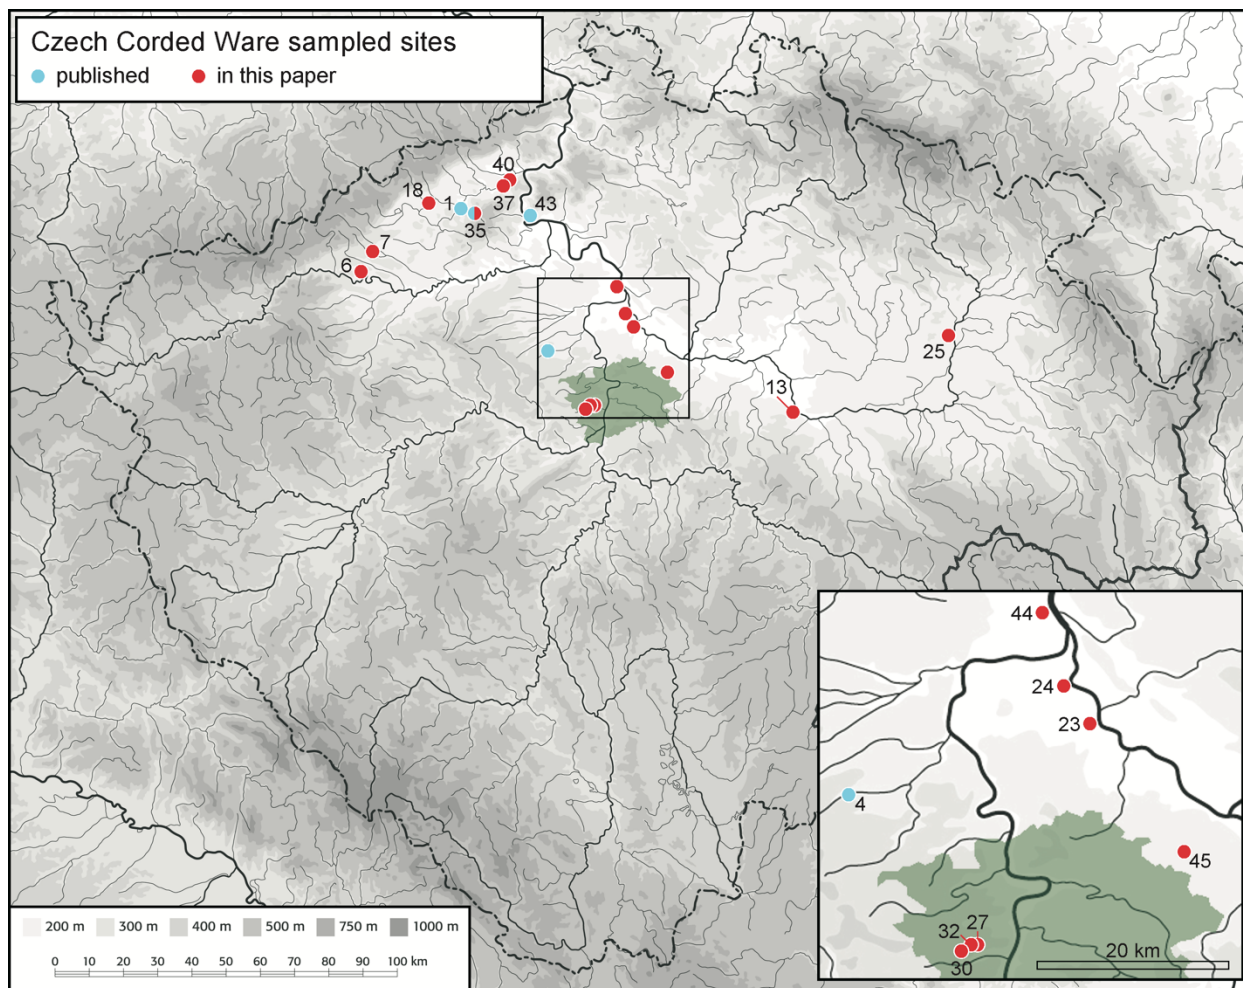 Czech Corded Ware sampled sites
published in this paper
40
18 1 37 43
35
7
6
25
13
44
24
23
4
45
32 27
30
20 km
200 m 300 m 400 m 500 m 750 m 1000 m
0 10 20 30 40 50 60 70 80 90 100 km